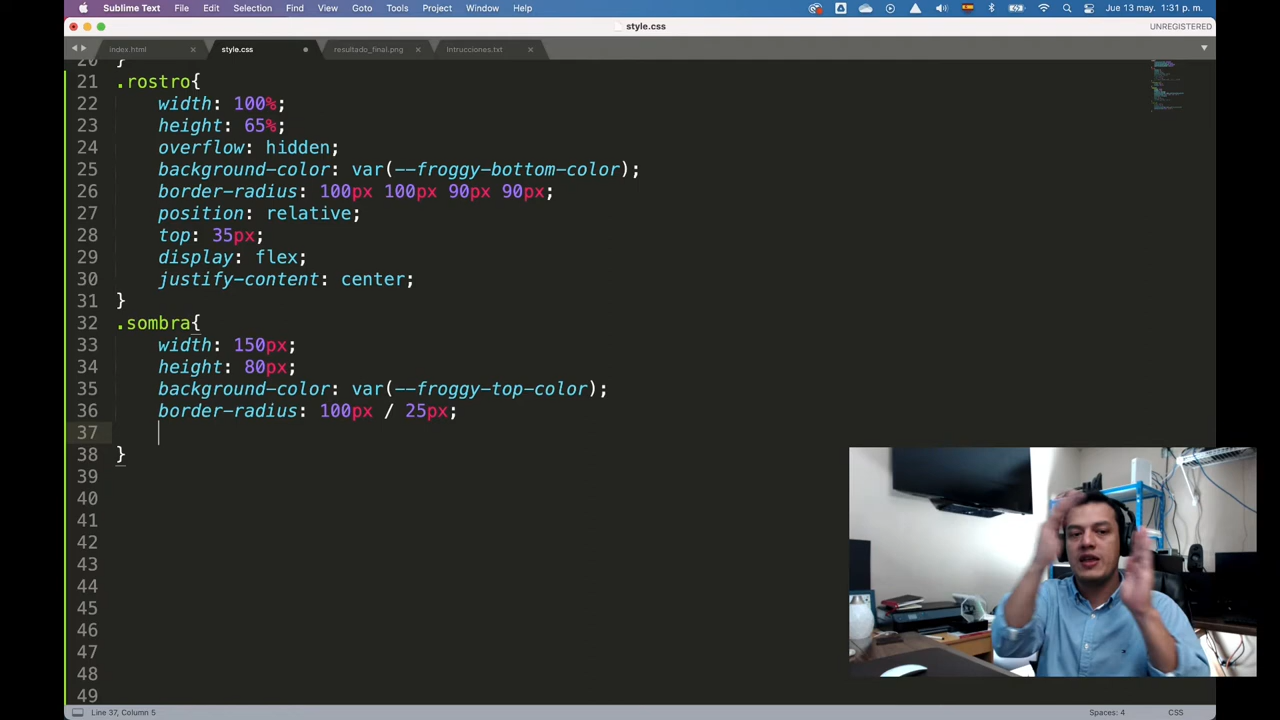 Sublime Text File Edit Selection Find View Goto Tools Project Window Help Jue 13 may. 1:31 p. m.
style.css UNREGISTERED
index.html style.css resultado_final.png Intrucciones.txt
20 }
21 .rostro{
22 width: 100%;
23 height: 65%;
24 overflow: hidden;
25 background-color: var(--froggy-bottom-color);
26 border-radius: 100px 100px 90px 90px;
27 position: relative;
28 top: 35px;
29 display: flex;
30 justify-content: center;
31 }
32 .sombra{
33 width: 150px;
34 height: 80px;
35 background-color: var(--froggy-top-color);
36 border-radius: 100px / 25px;
37
38 }
39
40
41
42
43
44
45
46
47
48
49
Line 37, Column 5 Spaces: 4 CSS